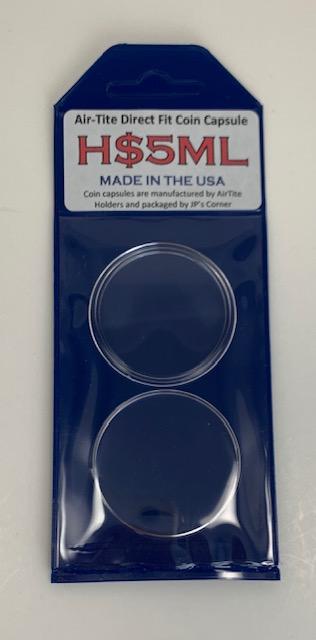 Air-Tite Direct Fit Coin Capsule
H$5ML
MADE IN THE USA
Coin capsules are manufactured by AirTite
Holders and packaged by JP's Corner